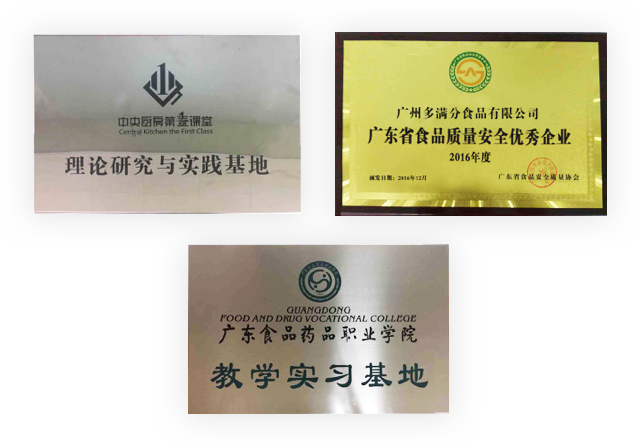 中央厨房第壹课堂
Central Kitchen the First Class
理论研究与实践基地
广州多满分食品有限公司
广东省食品质量安全优秀企业
2016年度
颁发日期：2016年12月
广东省食品安全质量协会
GUANGDONG
FOOD AND DRUG VOCATIONAL COLLEGE
广东食品药品职业学院
教学实习基地